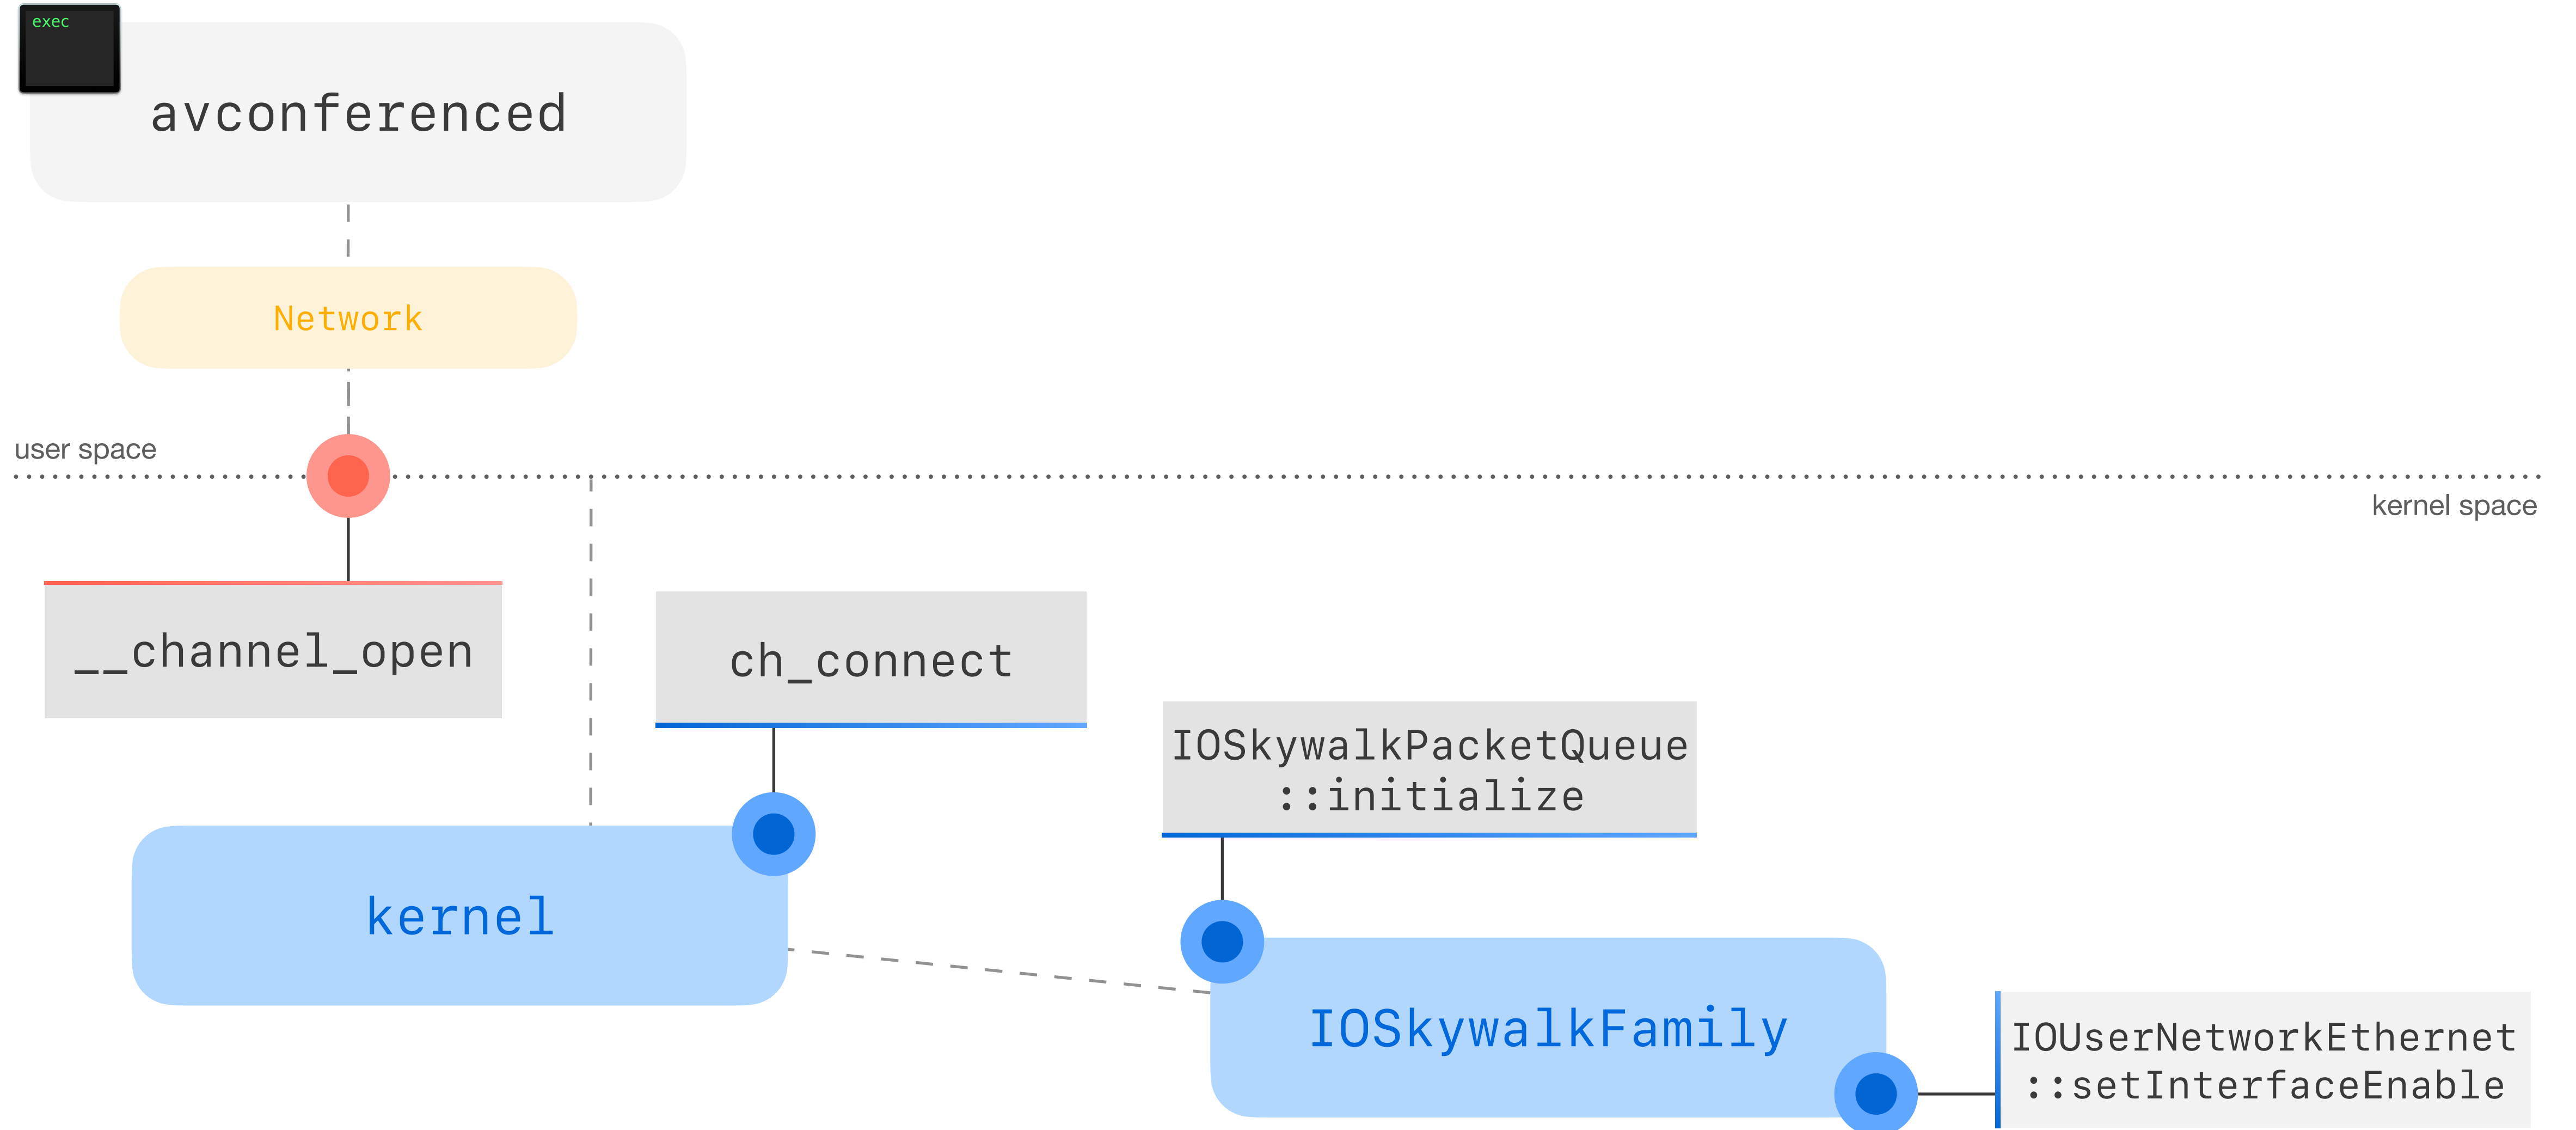 exec
avconferenced
Network
user space
kernel space
__channel_open
ch_connect
IOSkywalkPacketQueue
::initialize
kernel
IOSkywalkFamily
IOUserNetworkEthernet
::setInterfaceEnable